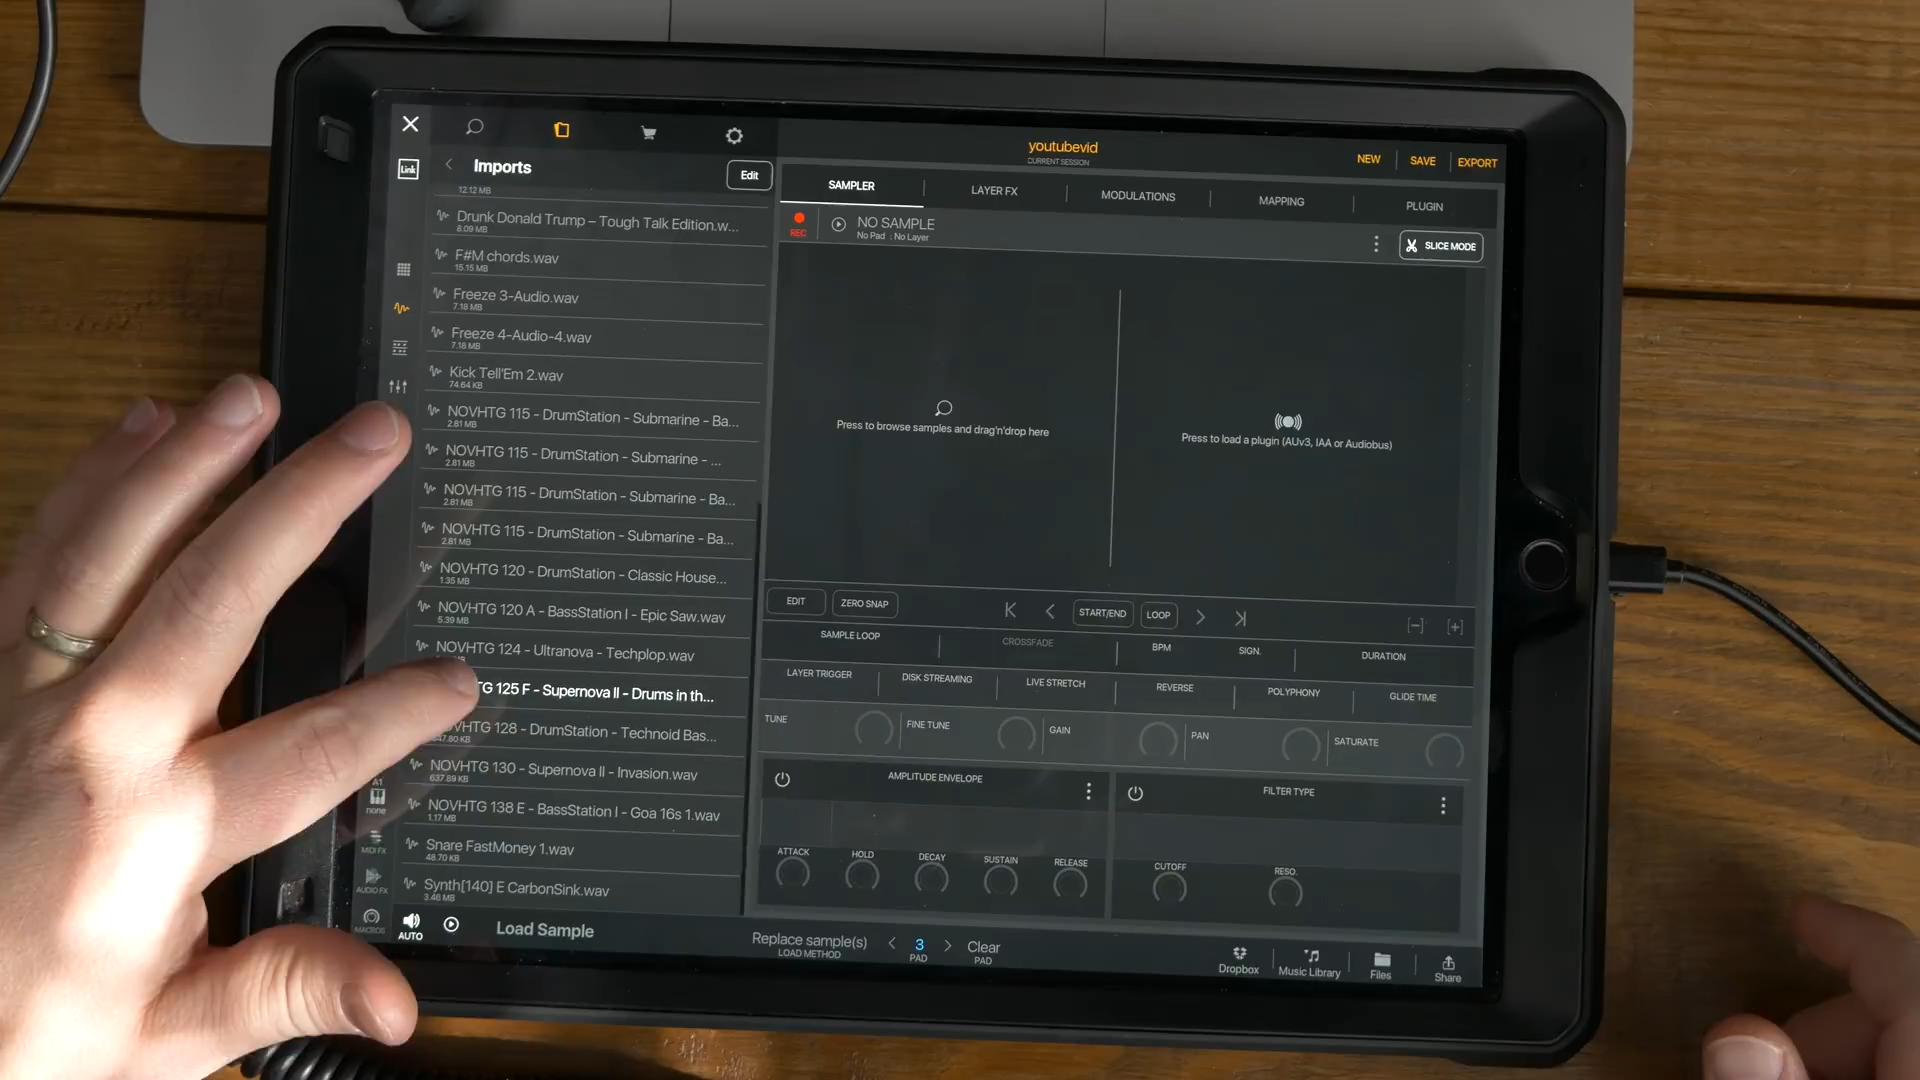 Link
Imports
Edit
12.12 MB
Drunk Donald Trump – Tough Talk Edition.w...
8.09 MB
F#M chords.wav
15.15 MB
Freeze 3-Audio.wav
7.18 MB
Freeze 4-Audio-4.wav
7.18 MB
Kick Tell'Em 2.wav
74.64 KB
NOVHTG 115 - DrumStation - Submarine - Ba...
2.81 MB
NOVHTG 115 - DrumStation - Submarine - ...
2.81 MB
NOVHTG 115 - DrumStation - Submarine - Ba...
2.81 MB
NOVHTG 115 - DrumStation - Submarine - Ba...
2.81 MB
NOVHTG 120 - DrumStation - Classic House...
1.35 MB
NOVHTG 120 A - BassStation I - Epic Saw.wav
5.39 MB
NOVHTG 124 - Ultranova - Techplop.wav
TG 125 F - Supernova II - Drums in th...
VHTG 128 - DrumStation - Technoid Bas...
NOVHTG 130 - Supernova II - Invasion.wav
637.89 KB
NOVHTG 138 E - BassStation I - Goa 16s 1.wav
1.17 MB
Snare FastMoney 1.wav
48.70 KB
Synth[140] E CarbonSink.wav
3.46 MB
A1
none
MIDI FX
AUDIO FX
MACROS
AUTO
Load Sample
youtubevid
CURRENT SESSION
NEW
SAVE
EXPORT
SAMPLER
LAYER FX
MODULATIONS
MAPPING
PLUGIN
REC
NO SAMPLE
No Pad : No Layer
SLICE MODE
Press to browse samples and drag'n'drop here
Press to load a plugin (AUv3, IAA or Audiobus)
EDIT
ZERO SNAP
START/END
LOOP
SAMPLE LOOP
CROSSFADE
BPM
SIGN.
DURATION
LAYER TRIGGER
DISK STREAMING
LIVE STRETCH
REVERSE
POLYPHONY
GLIDE TIME
TUNE
FINE TUNE
GAIN
PAN
SATURATE
AMPLITUDE ENVELOPE
FILTER TYPE
ATTACK
HOLD
DECAY
SUSTAIN
RELEASE
CUTOFF
RESO.
Replace sample(s)
LOAD METHOD
3
PAD
Clear
PAD
Dropbox
Music Library
Files
Share